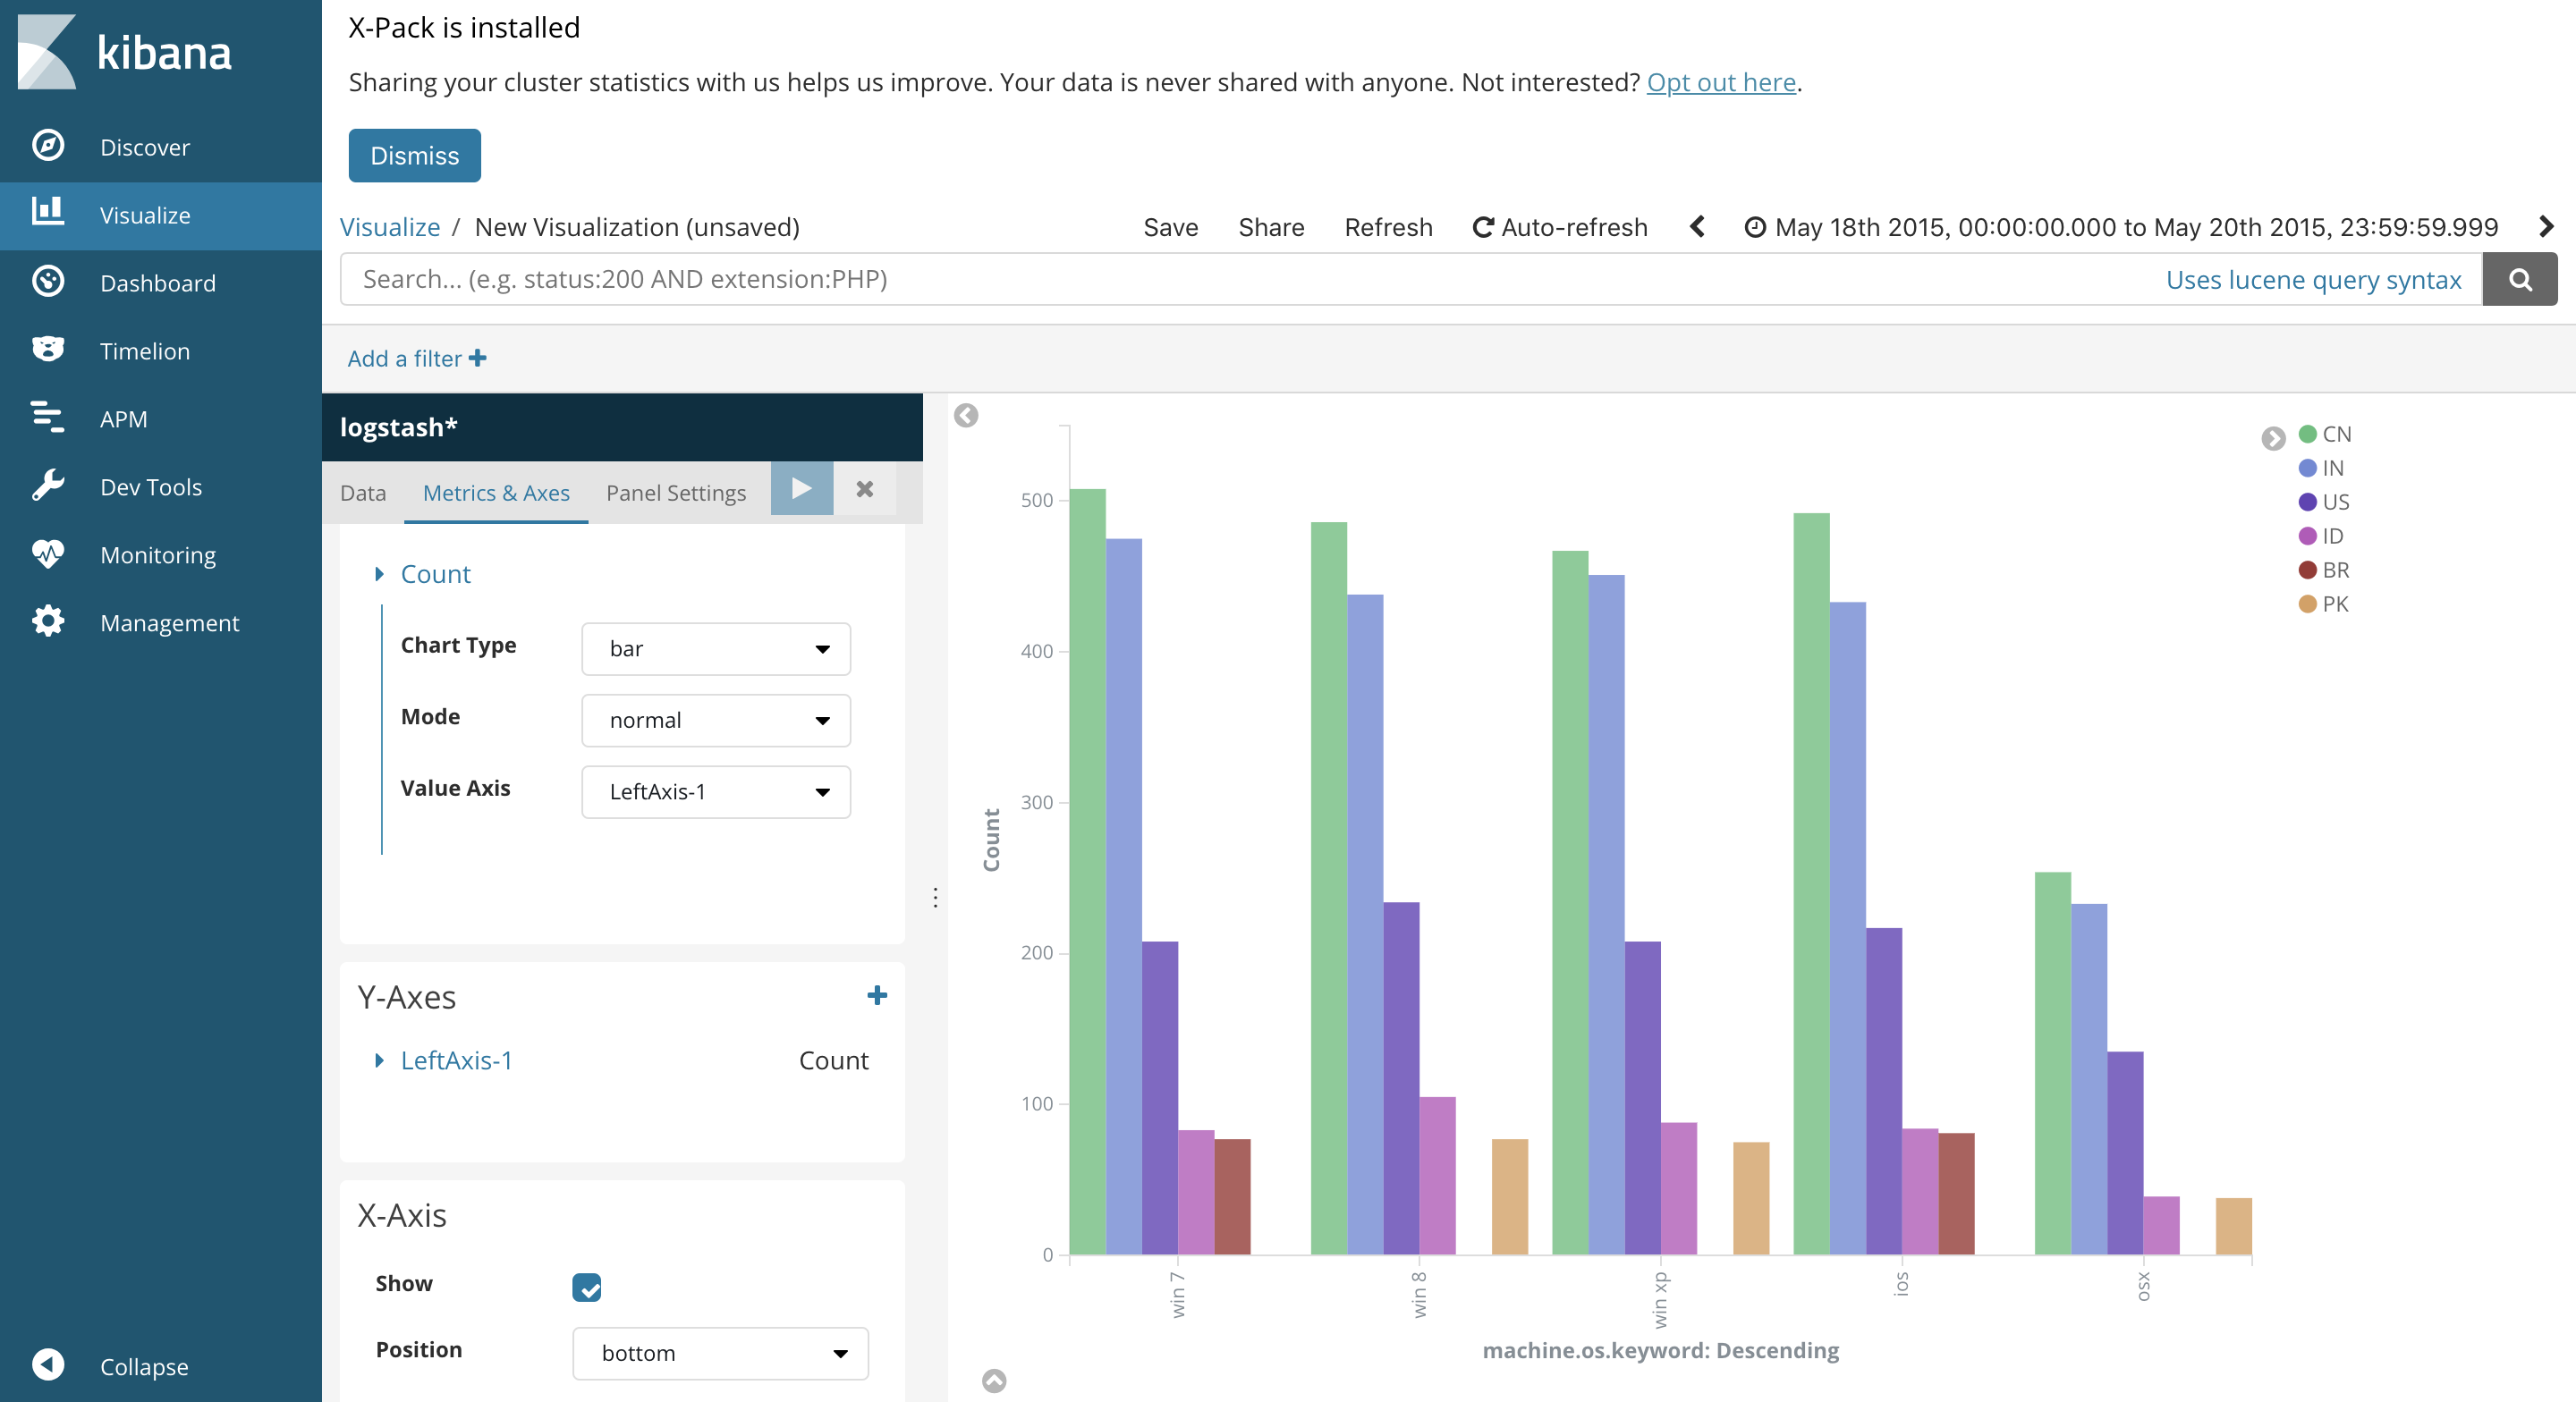 kibana
Discover
Visualize
Dashboard
Timelion
APM
Dev Tools
Monitoring
Management
Collapse
X-Pack is installed
Sharing your cluster statistics with us helps us improve. Your data is never shared with anyone. Not interested? Opt out here.
Dismiss
Visualize / New Visualization (unsaved)
Save Share Refresh Auto-refresh May 18th 2015, 00:00:00.000 to May 20th 2015, 23:59:59.999
Search... (e.g. status:200 AND extension:PHP) Uses lucene query syntax
Add a filter
logstash*
Data Metrics & Axes Panel Settings
Count
Chart Type bar
Mode normal
Value Axis LeftAxis-1
Y-Axes
LeftAxis-1 Count
X-Axis
Show
Position bottom
Count
500
400
300
200
100
0
win 7
win 8
win xp
ios
osx
machine.os.keyword: Descending
CN
IN
US
ID
BR
PK